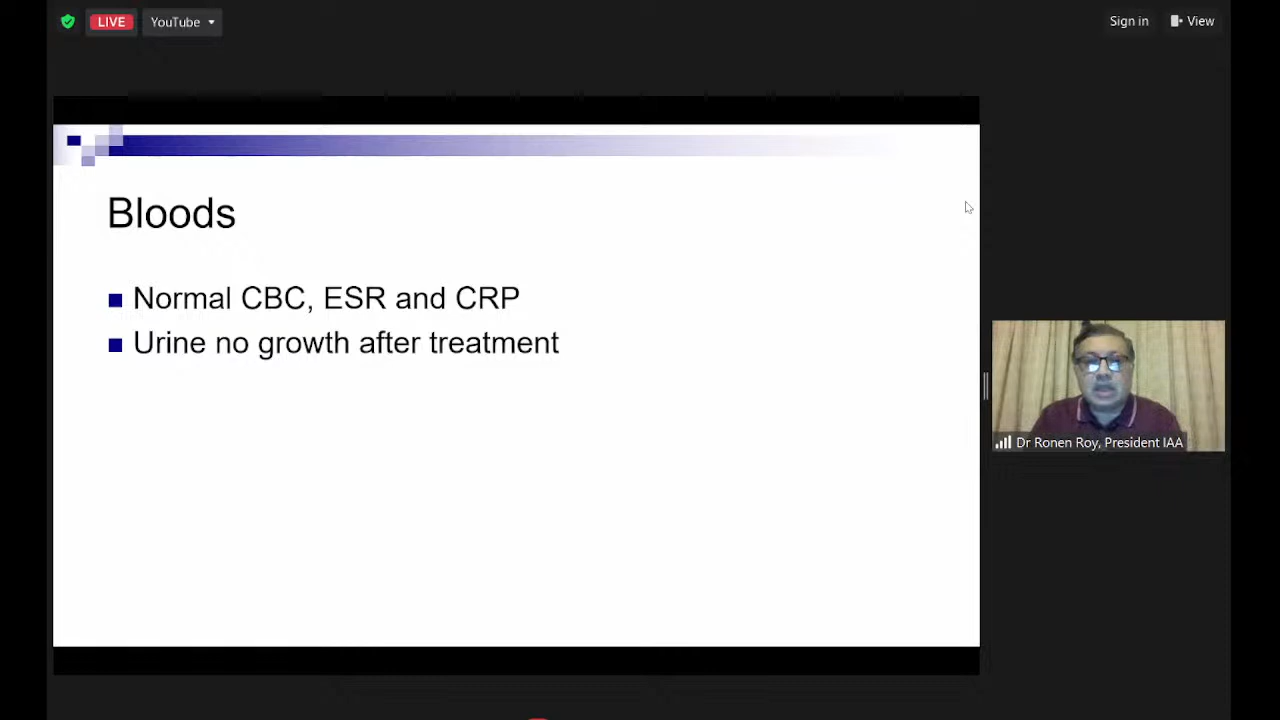 LIVE
YouTube
Sign in
View
Bloods
Normal CBC, ESR and CRP
Urine no growth after treatment
Dr Ronen Roy, President IAA